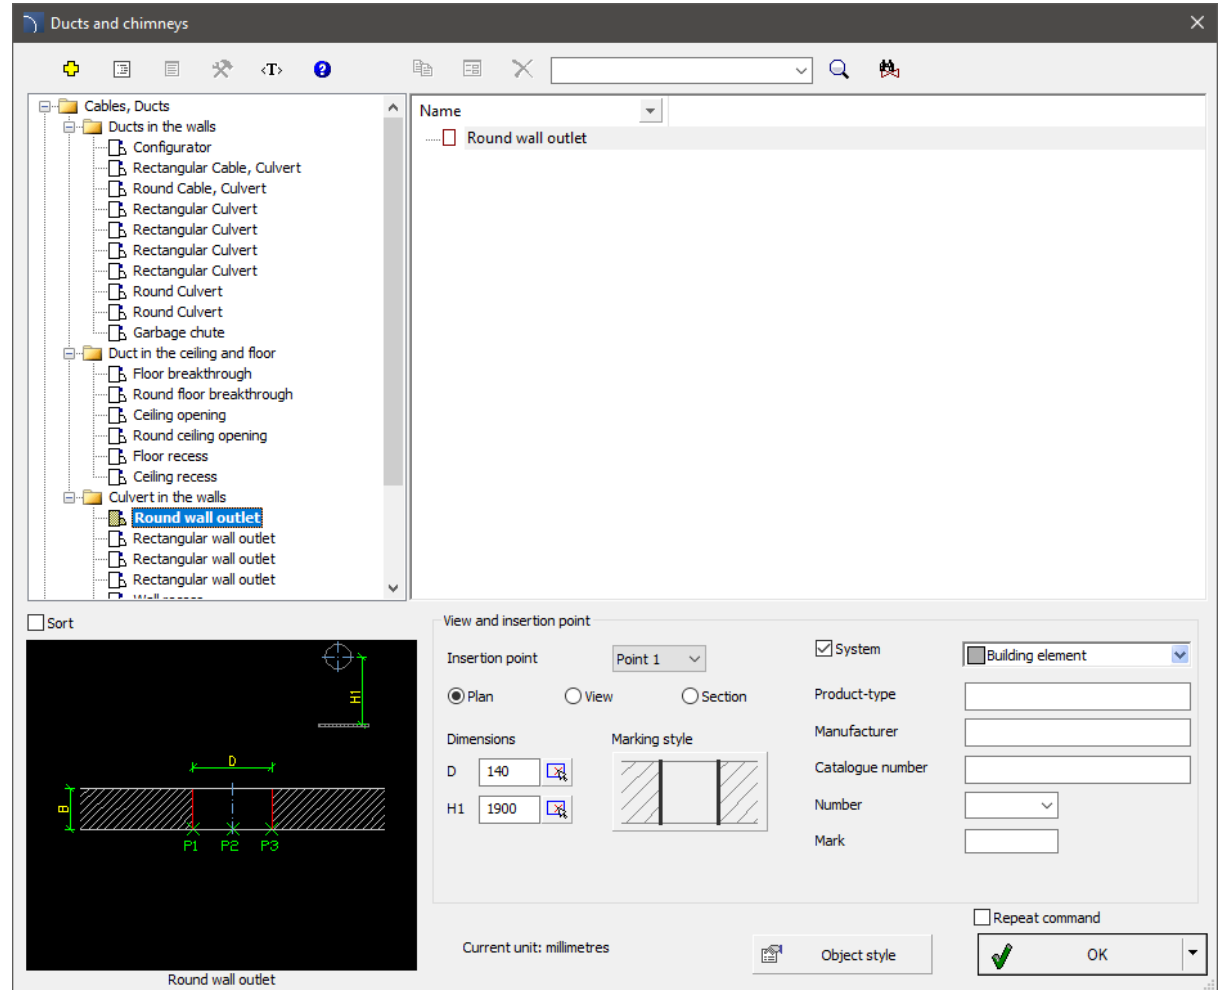 Ducts and chimneys
<T>
Cables, Ducts
Ducts in the walls
Configurator
Rectangular Cable, Culvert
Round Cable, Culvert
Rectangular Culvert
Rectangular Culvert
Rectangular Culvert
Rectangular Culvert
Round Culvert
Round Culvert
Garbage chute
Duct in the ceiling and floor
Floor breakthrough
Round floor breakthrough
Ceiling opening
Round ceiling opening
Floor recess
Ceiling recess
Culvert in the walls
Round wall outlet
Rectangular wall outlet
Rectangular wall outlet
Rectangular wall outlet
Name
Round wall outlet
Sort
H1
D
B
P1 P2 P3
Round wall outlet
View and insertion point
Insertion point Point 1
Plan View Section
Dimensions Marking style
D 140
H1 1900
System Building element
Product-type
Manufacturer
Catalogue number
Number
Mark
Current unit: millimetres
Object style
Repeat command
OK